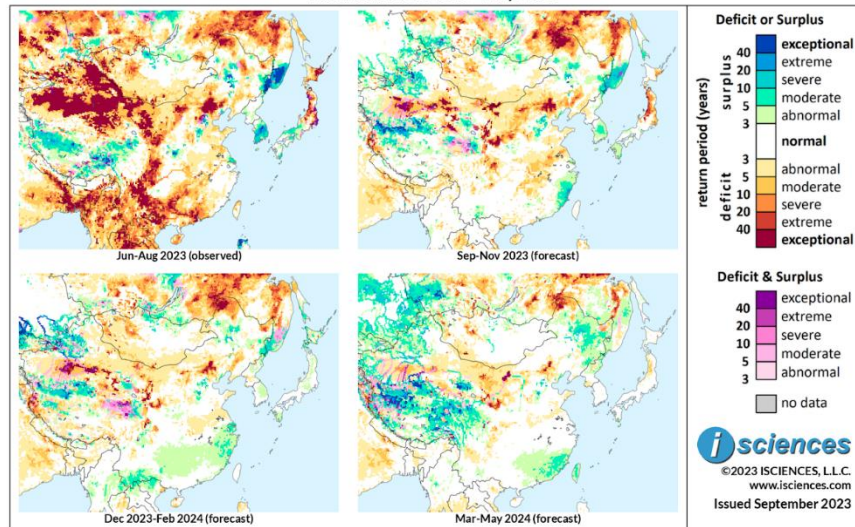 Jun-Aug 2023 (observed)
Sep-Nov 2023 (forecast)
Dec 2023-Feb 2024 (forecast)
Mar-May 2024 (forecast)
Deficit or Surplus
return period (years)
surplus
deficit
40
20
10
5
3
3
5
10
20
40
exceptional
extreme
severe
moderate
abnormal
normal
abnormal
moderate
severe
extreme
exceptional
Deficit & Surplus
40
20
10
5
3
exceptional
extreme
severe
moderate
abnormal
no data
i sciences
©2023 ISCIENCES, L.L.C.
www.isciences.com
Issued September 2023